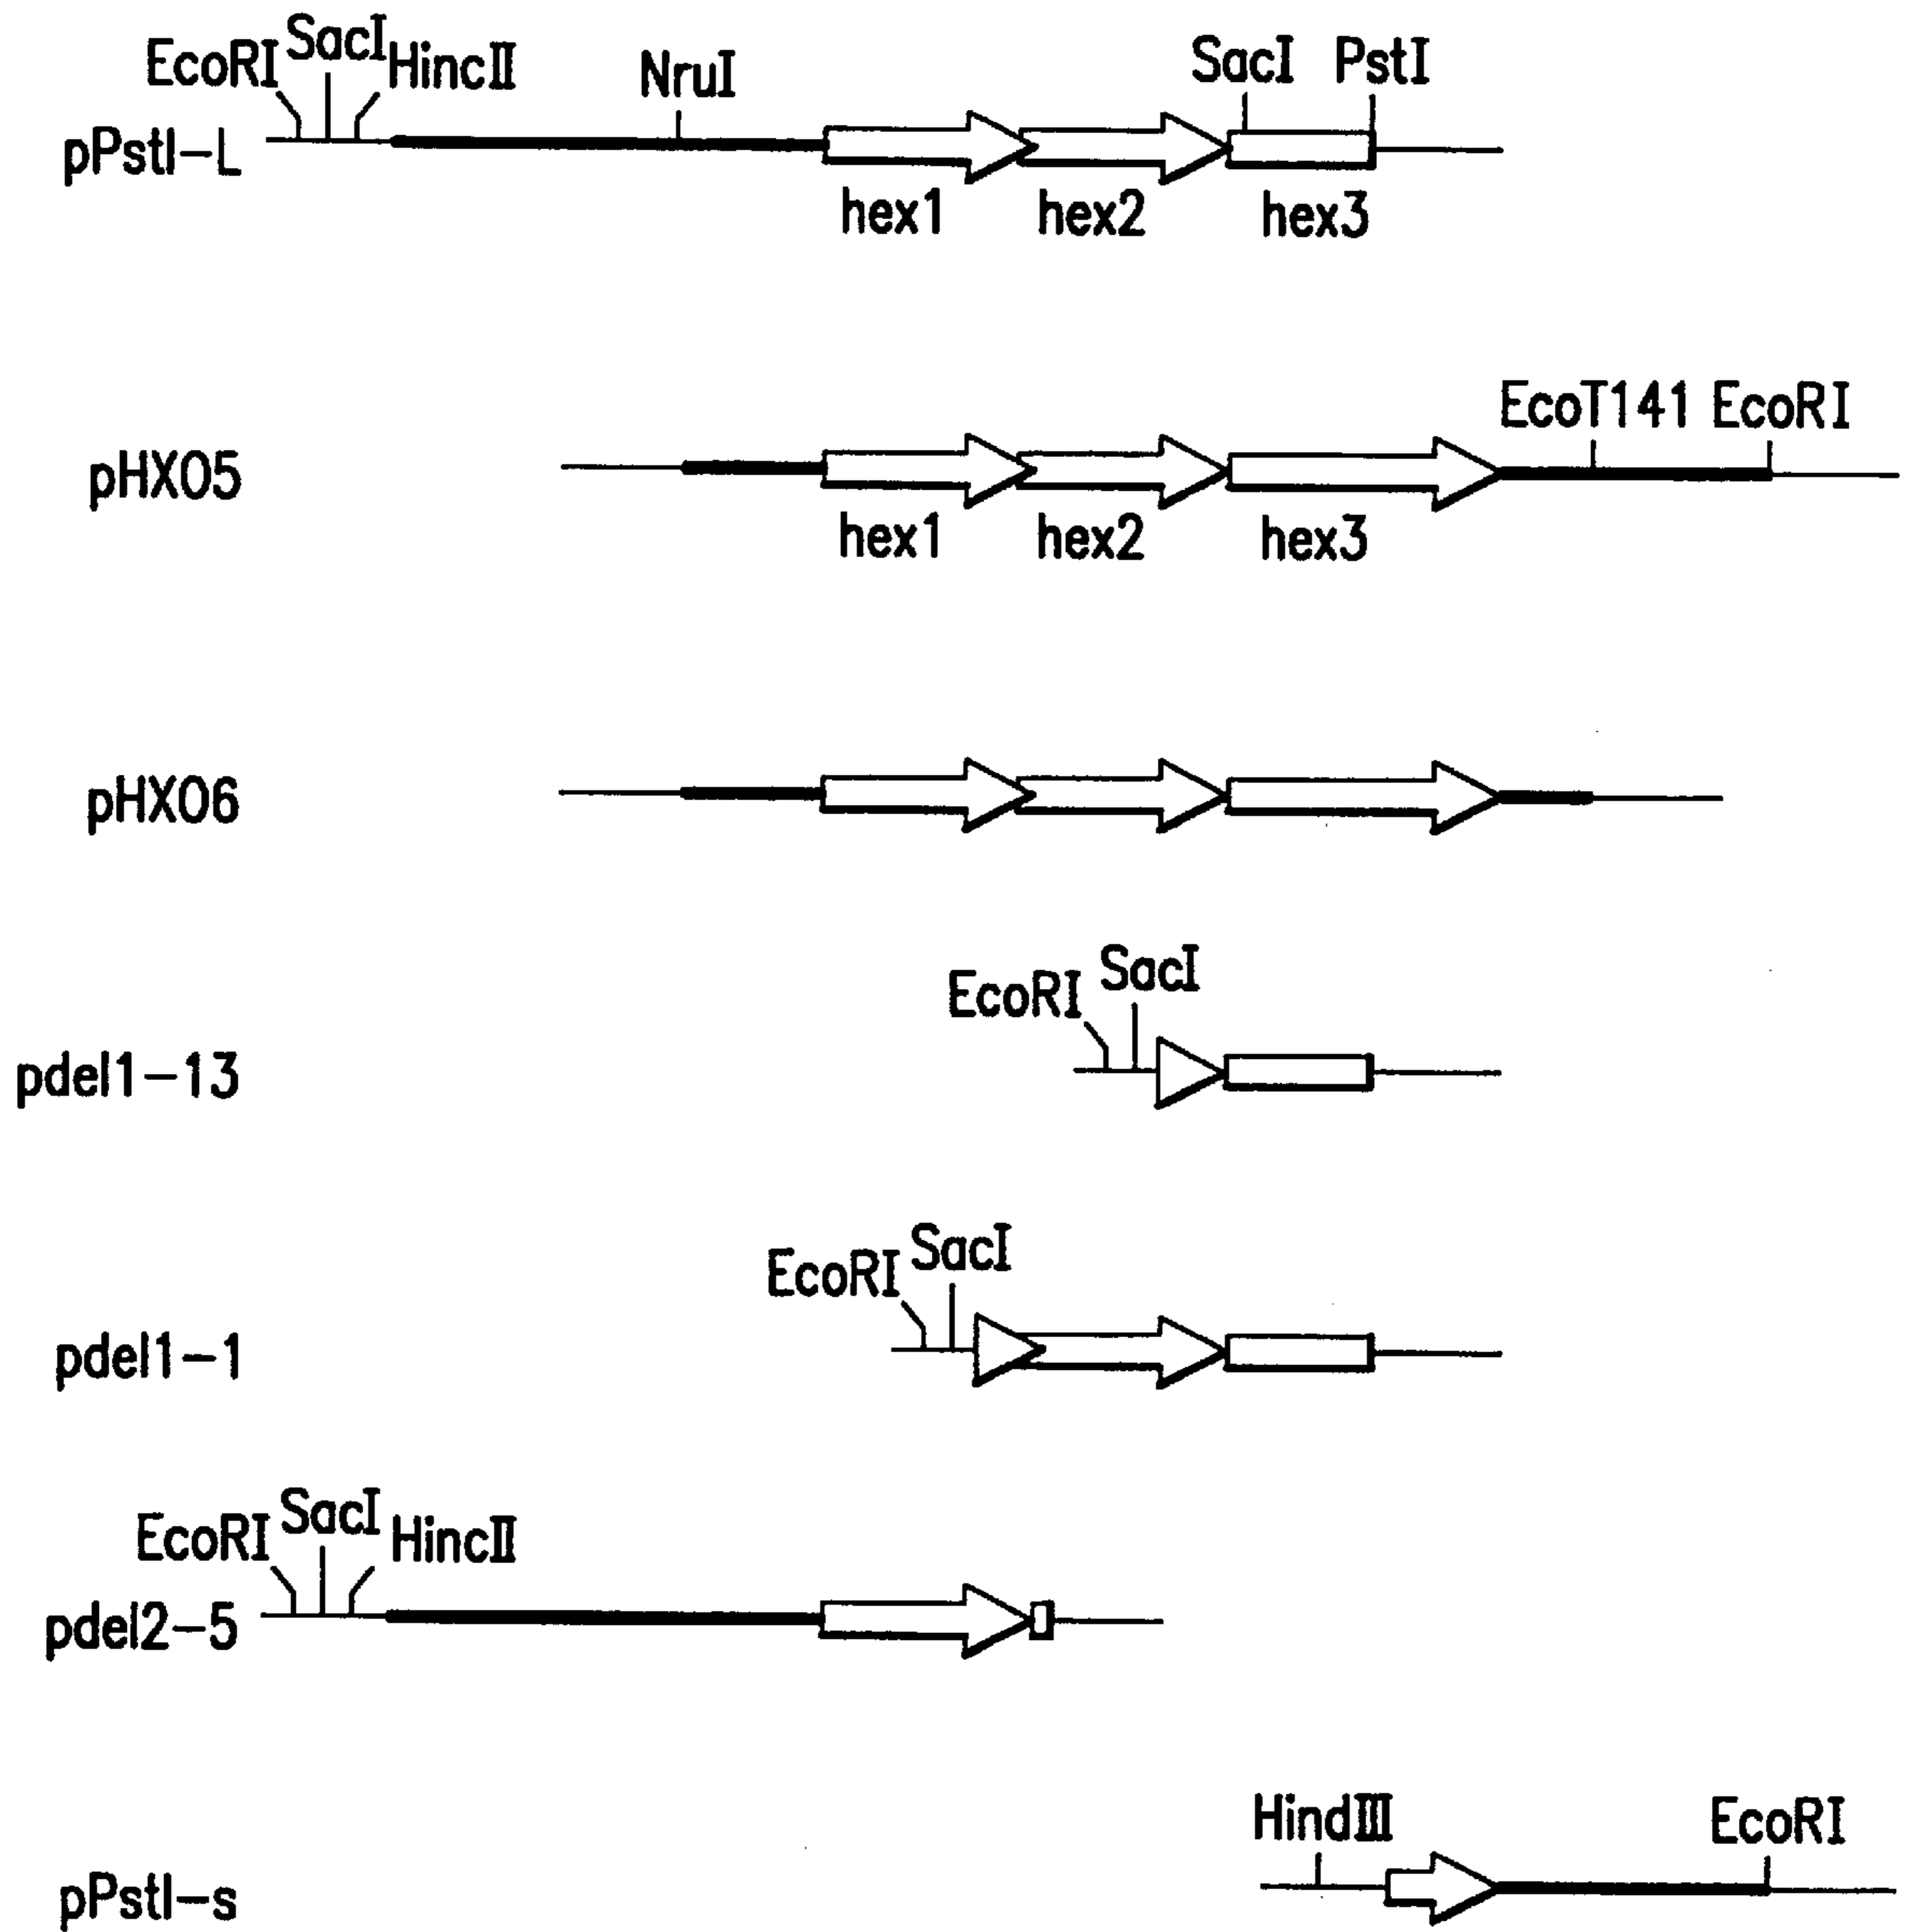 EcoRI SacI HincII NruI SacI PstI
pPstI-L
hex1 hex2 hex3
EcoT141 EcoRI
pHX05
hex1 hex2 hex3
pHX06
EcoRI SacI
pdel1-13
EcoRI SacI
pdel1-1
EcoRI SacI HincII
pdel2-5
HindIII EcoRI
pPstI-s